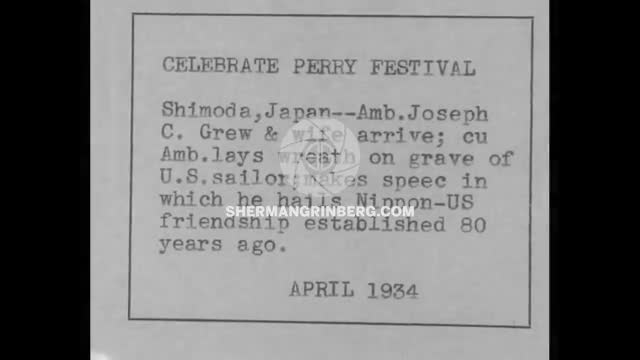 CELEBRATE PERRY FESTIVAL
Shimoda,Japan--Amb.Joseph
C. Grew & wife arrive; cu
Amb.lays wreath on grave of
U.S.sailor;makes speec in
which he hails Nippon-US
SHERMANGRINBERG.COM
friendship established 80
years ago.
APRIL 1934